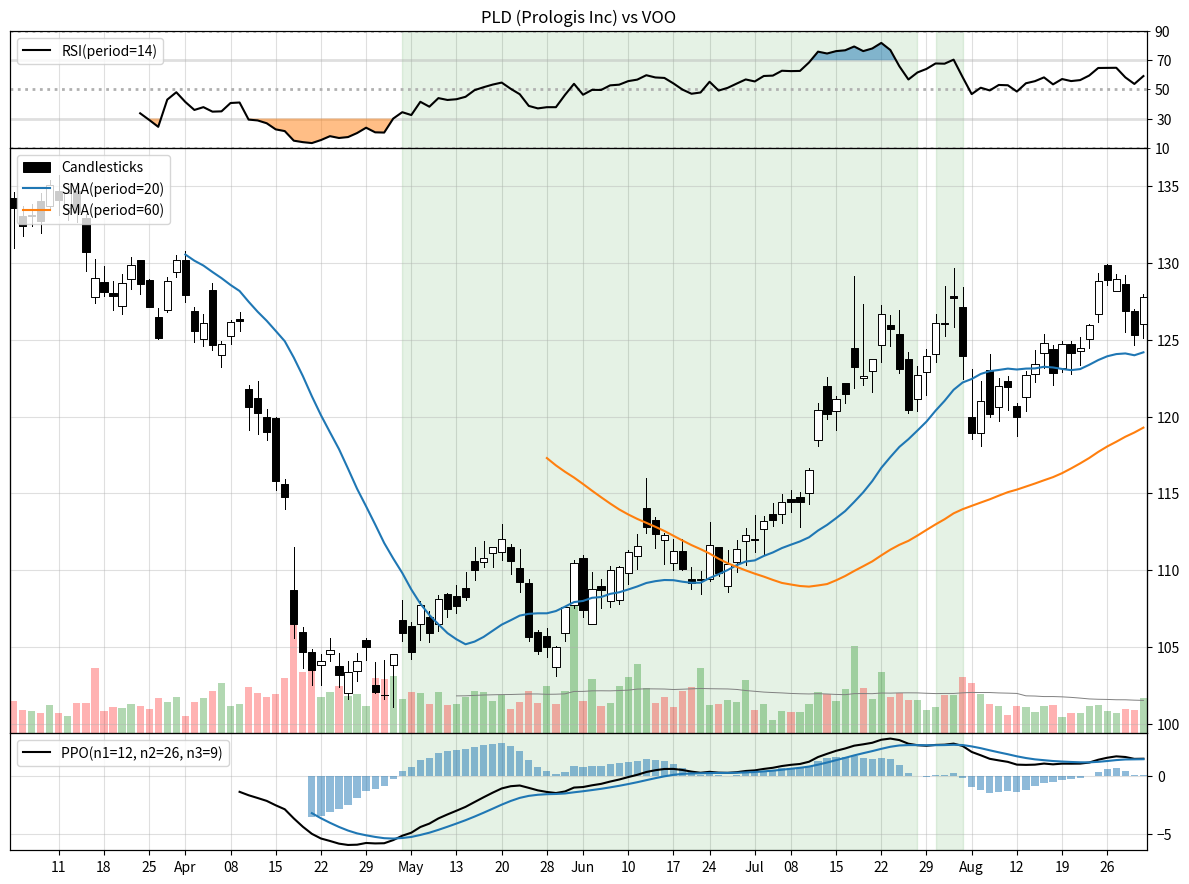 PLD (Prologis Inc) vs VOO
RSI(period=14)
90
70
50
30
10
Candlesticks
SMA(period=20)
SMA(period=60)
135
130
125
120
115
110
105
100
PPO(n1=12, n2=26, n3=9)
0
−5
11 18 25 Apr 08 15 22 29 May 13 20 28 Jun 10 17 24 Jul 08 15 22 29 Aug 12 19 26